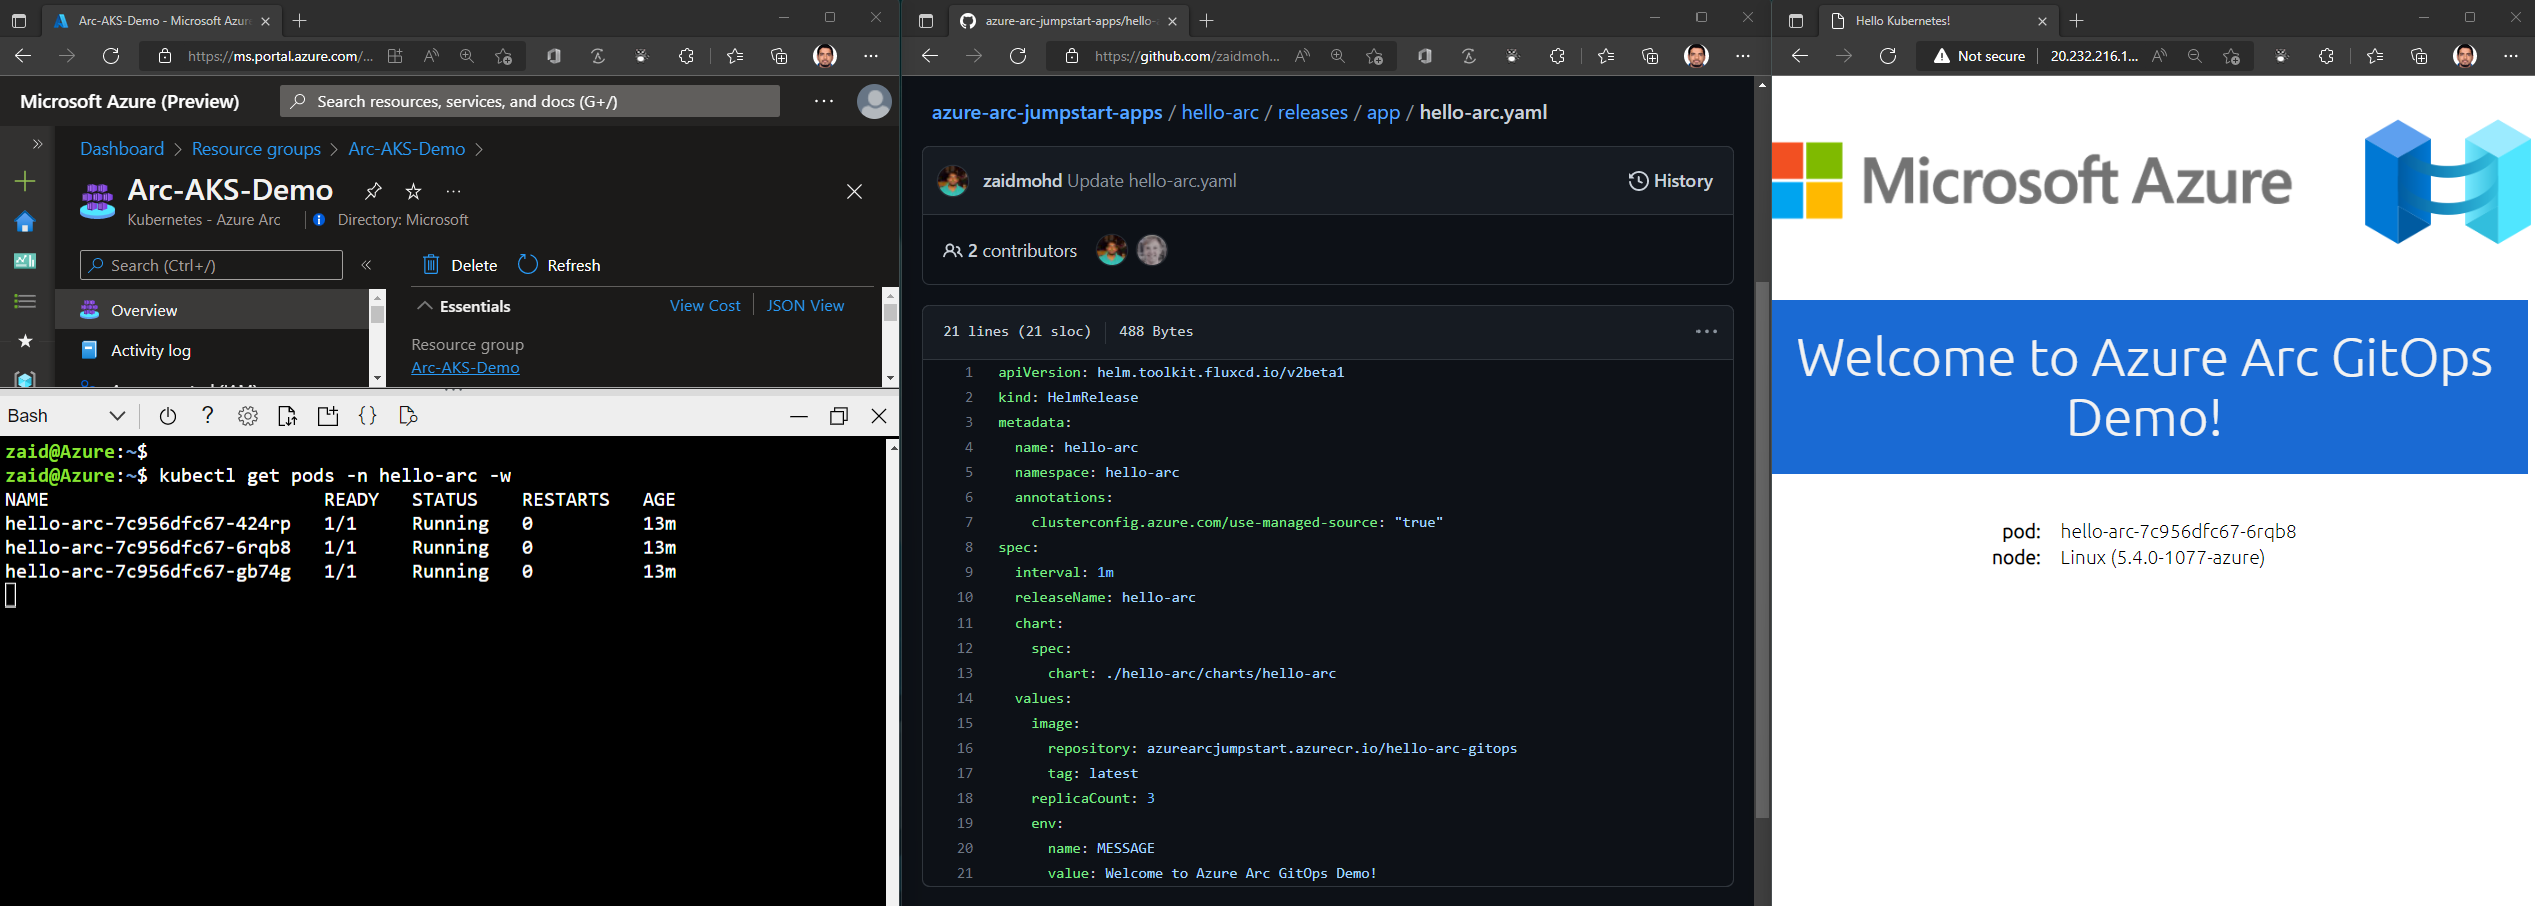 Arc-AKS-Demo - Microsoft Azur
https://ms.portal.azure.com/...
Microsoft Azure (Preview)
Search resources, services, and docs (G+/)
Dashboard > Resource groups > Arc-AKS-Demo >
Arc-AKS-Demo
Kubernetes - Azure Arc
Directory: Microsoft
Search (Ctrl+/)
Delete
Refresh
Overview
Activity log
Essentials
View Cost
JSON View
Resource group
Arc-AKS-Demo
Bash
zaid@Azure:~$
zaid@Azure:~$ kubectl get pods -n hello-arc -w
NAME READY STATUS RESTARTS AGE
hello-arc-7c956dfc67-424rp 1/1 Running 0 13m
hello-arc-7c956dfc67-6rqb8 1/1 Running 0 13m
hello-arc-7c956dfc67-gb74g 1/1 Running 0 13m
azure-arc-jumpstart-apps/hello-
https://github.com/zaidmoh...
azure-arc-jumpstart-apps / hello-arc / releases / app / hello-arc.yaml
zaidmohd Update hello-arc.yaml
History
2 contributors
21 lines (21 sloc)
488 Bytes
1 apiVersion: helm.toolkit.fluxcd.io/v2beta1
2 kind: HelmRelease
3 metadata:
4 name: hello-arc
5 namespace: hello-arc
6 annotations:
7 clusterconfig.azure.com/use-managed-source: "true"
8 spec:
9 interval: 1m
10 releaseName: hello-arc
11 chart:
12 spec:
13 chart: ./hello-arc/charts/hello-arc
14 values:
15 image:
16 repository: azurearcjumpstart.azurecr.io/hello-arc-gitops
17 tag: latest
18 replicaCount: 3
19 env:
20 name: MESSAGE
21 value: Welcome to Azure Arc GitOps Demo!
Hello Kubernetes!
Not secure
20.232.216.1...
Microsoft Azure
Welcome to Azure Arc GitOps
Demo!
pod: hello-arc-7c956dfc67-6rqb8
node: Linux (5.4.0-1077-azure)